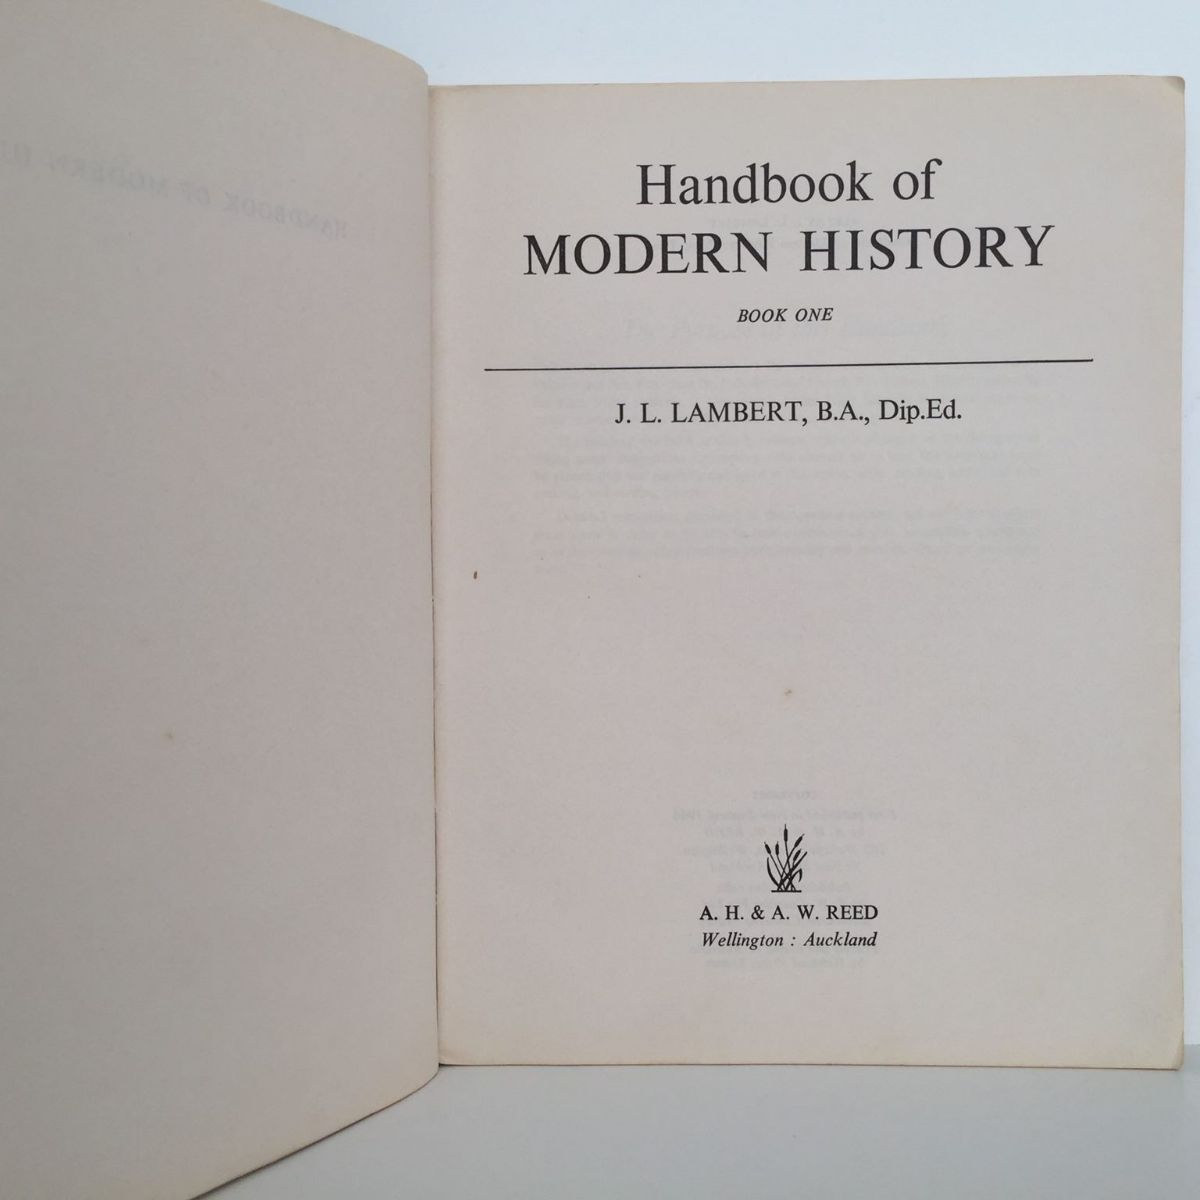 Handbook of
MODERN HISTORY
BOOK ONE
J. L. LAMBERT, B.A., Dip.Ed.
A. H. & A. W. REED
Wellington : Auckland